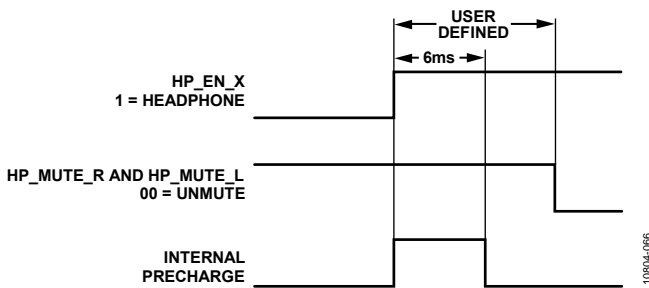 USER
DEFINED
6ms
HP_EN_X
1 = HEADPHONE
HP_MUTE_R AND HP_MUTE_L
00 = UNMUTE
INTERNAL
PRECHARGE
10804-066